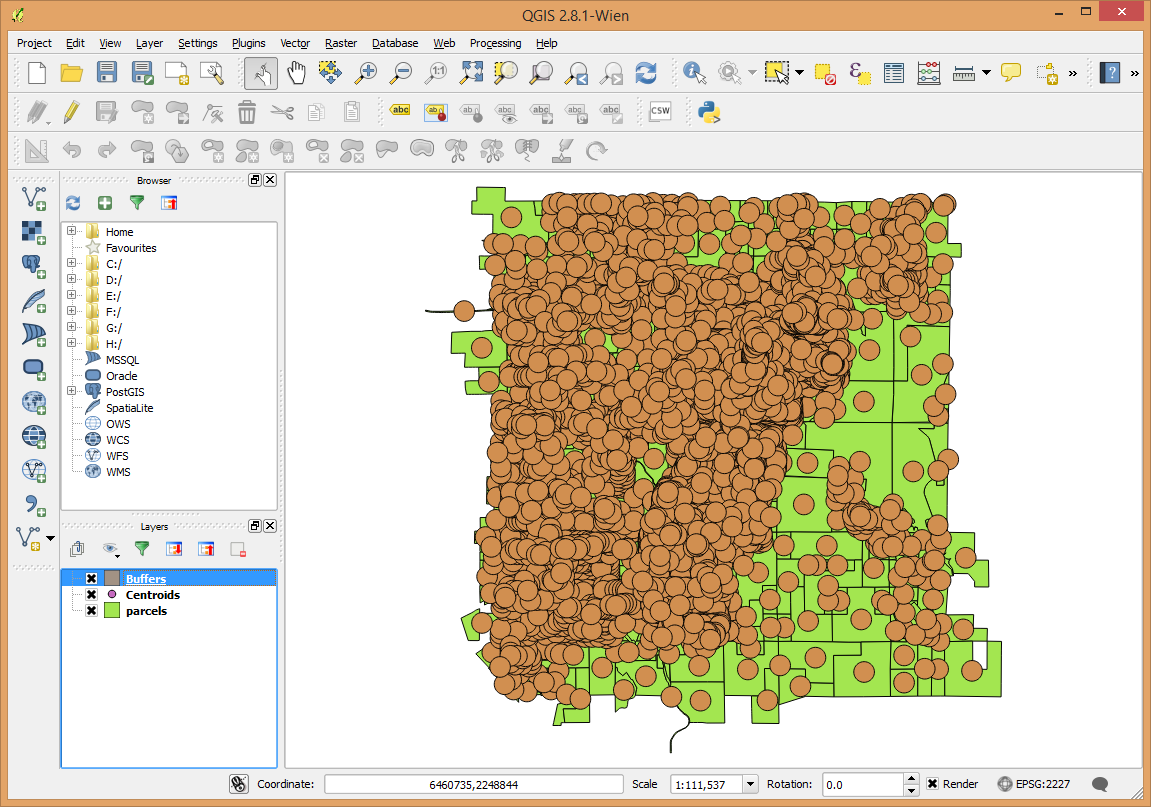 QGIS 2.8.1-Wien
Project Edit View Layer Settings Plugins Vector Raster Database Web Processing Help
1:1
abc abc abc abc abc abc abc CSW
Browser
Home
Favourites
C:/
D:/
E:/
F:/
G:/
H:/
MSSQL
Oracle
PostGIS
SpatiaLite
OWS
WCS
WFS
WMS
Layers
Buffers
Centroids
parcels
Coordinate: 6460735,2248844 Scale 1:111,537 Rotation: 0.0 Render EPSG:2227